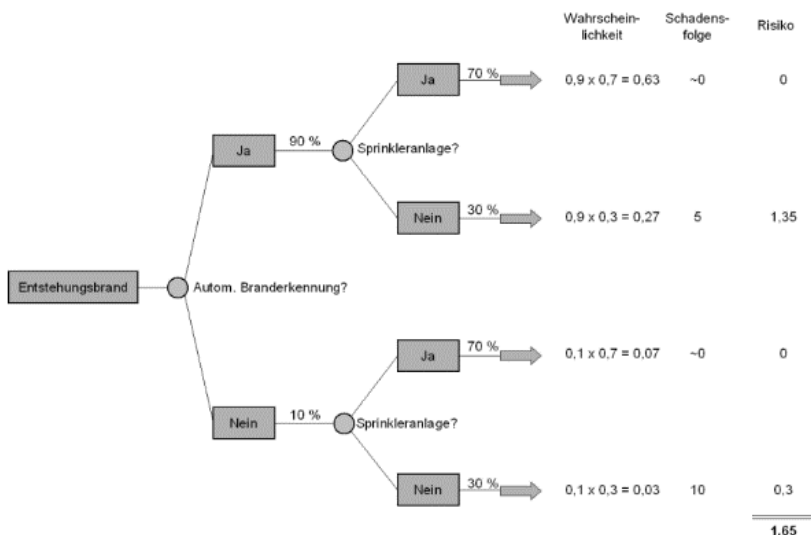 Wahrschein-
lichkeit
Schadens-
folge
Risiko
Ja
70 %
0,9 x 0,7 = 0,63
~0
0
Ja
90 %
Sprinkleranlage?
Nein
30 %
0,9 x 0,3 = 0,27
5
1,35
Entstehungsbrand
Autom. Branderkennung?
Ja
70 %
0,1 x 0,7 = 0,07
~0
0
Nein
10 %
Sprinkleranlage?
Nein
30 %
0,1 x 0,3 = 0,03
10
0,3
1,65